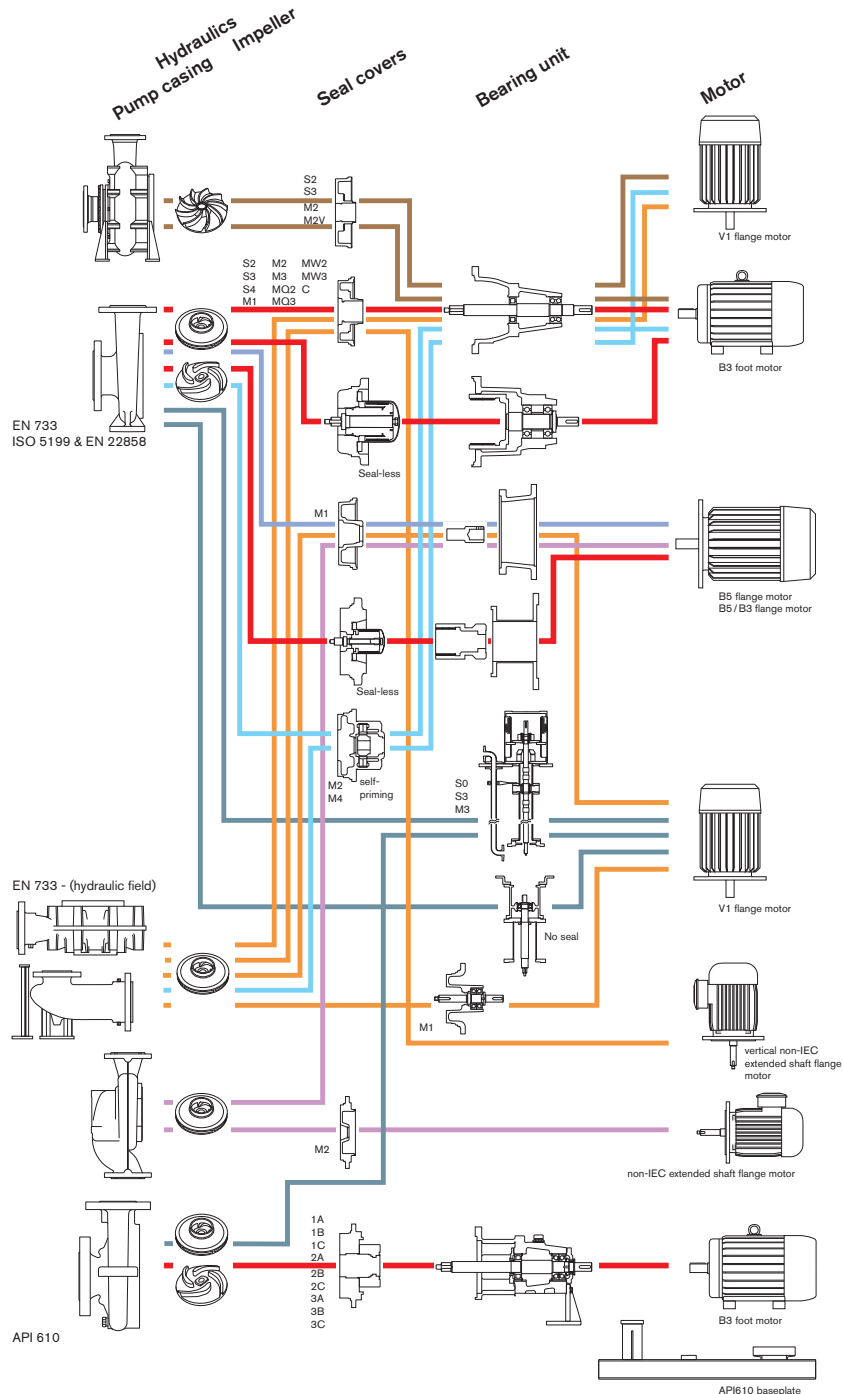 Hydraulics
Pump casing
Impeller
Seal covers
Bearing unit
Motor
S2
S3
M2
M2V
V1 flange motor
S2 M2 MW2
S3 M3 MW3
S4 MQ2 C
M1 MQ3
B3 foot motor
EN 733
ISO 5199 & EN 22858
Seal-less
M1
B5 flange motor
B5/B3 flange motor
Seal-less
M2
M4
self-
priming
S0
S3
M3
EN 733 - (hydraulic field)
V1 flange motor
No seal
M1
vertical non-IEC
extended shaft flange
motor
M2
non-IEC extended shaft flange motor
1A
1B
1C
2A
2B
2C
3A
3B
3C
B3 foot motor
API 610
API610 baseplate